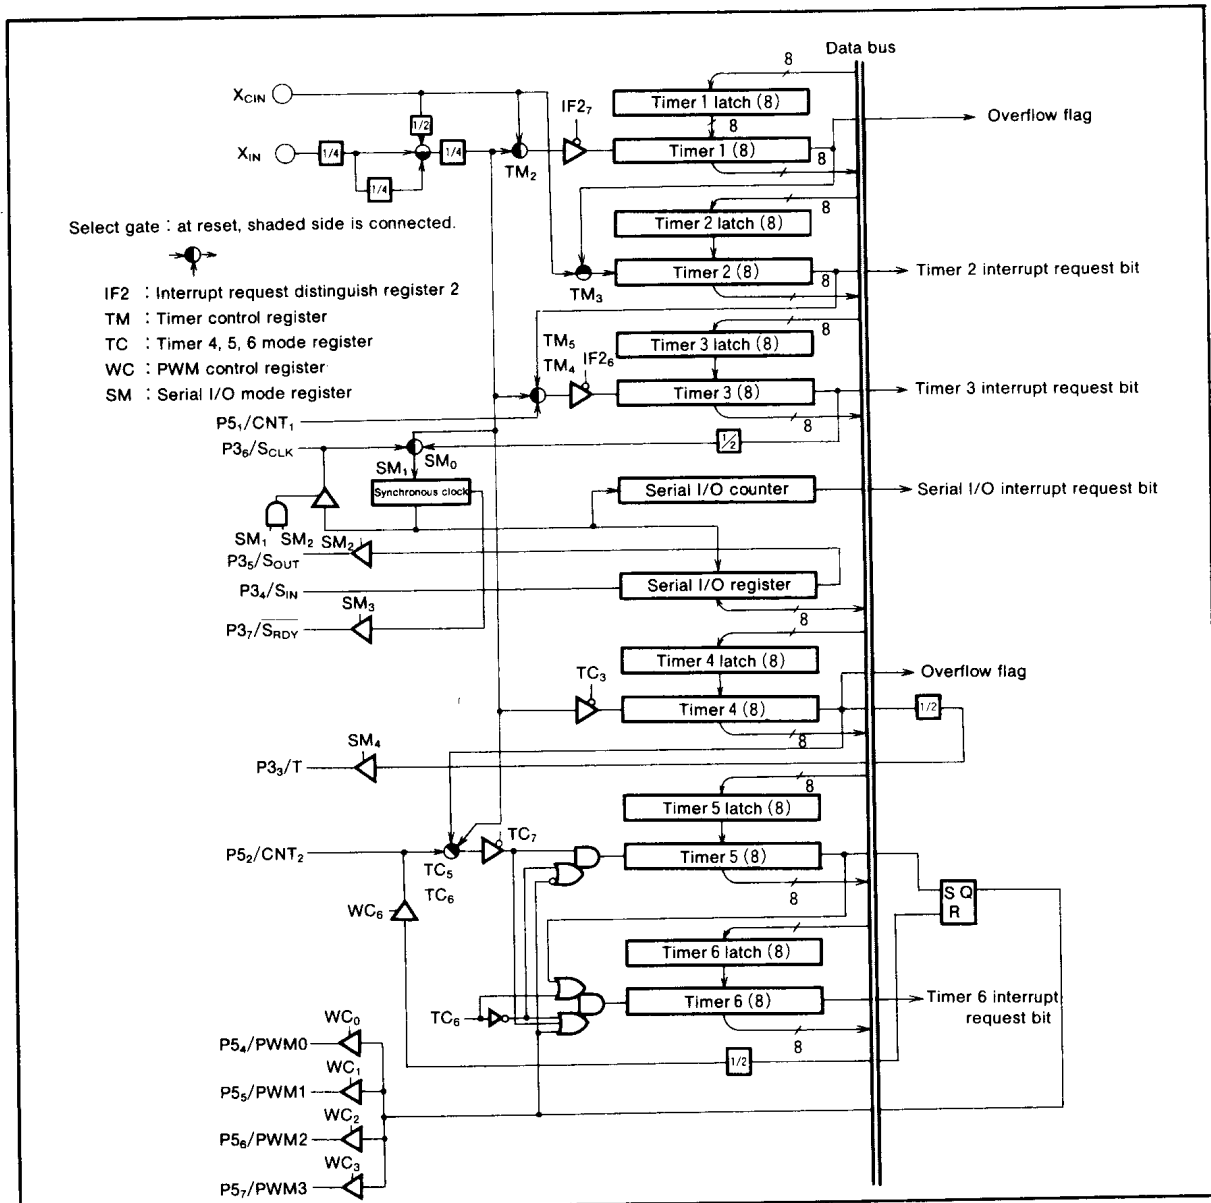 Data bus
8
X_CIN
IF2₇
Timer 1 latch (8)
1/2
8
Overflow flag
X_IN
1/4
1/4
Timer 1 (8)
8
TM₂
1/4
8
Select gate : at reset, shaded side is connected.
Timer 2 latch (8)
IF2 : Interrupt request distinguish register 2
TM : Timer control register
TC : Timer 4, 5, 6 mode register
WC : PWM control register
SM : Serial I/O mode register
Timer 2 (8)
8
Timer 2 interrupt request bit
TM₃
8
TM₅
TM₄
IF2₆
Timer 3 latch (8)
Timer 3 (8)
8
Timer 3 interrupt request bit
P5₁/CNT₁
8
P3₆/S_CLK
1/2
SM₁
SM₀
Synchronous clock
Serial I/O counter
Serial I/O interrupt request bit
SM₁
SM₂
SM₂
P3₅/S_OUT
P3₄/S_IN
Serial I/O register
SM₃
P3₇/S̅_RDY
8
8
Timer 4 latch (8)
Overflow flag
TC₃
Timer 4 (8)
1/2
8
SM₄
P3₃/T
8
Timer 5 latch (8)
TC₇
P5₂/CNT₂
Timer 5 (8)
TC₅
TC₆
8
S Q
R
WC₆
Timer 6 latch (8)
TC₆
Timer 6 (8)
Timer 6 interrupt
request bit
8
1/2
WC₀
P5₄/PWM0
WC₁
P5₅/PWM1
WC₂
P5₆/PWM2
WC₃
P5₇/PWM3